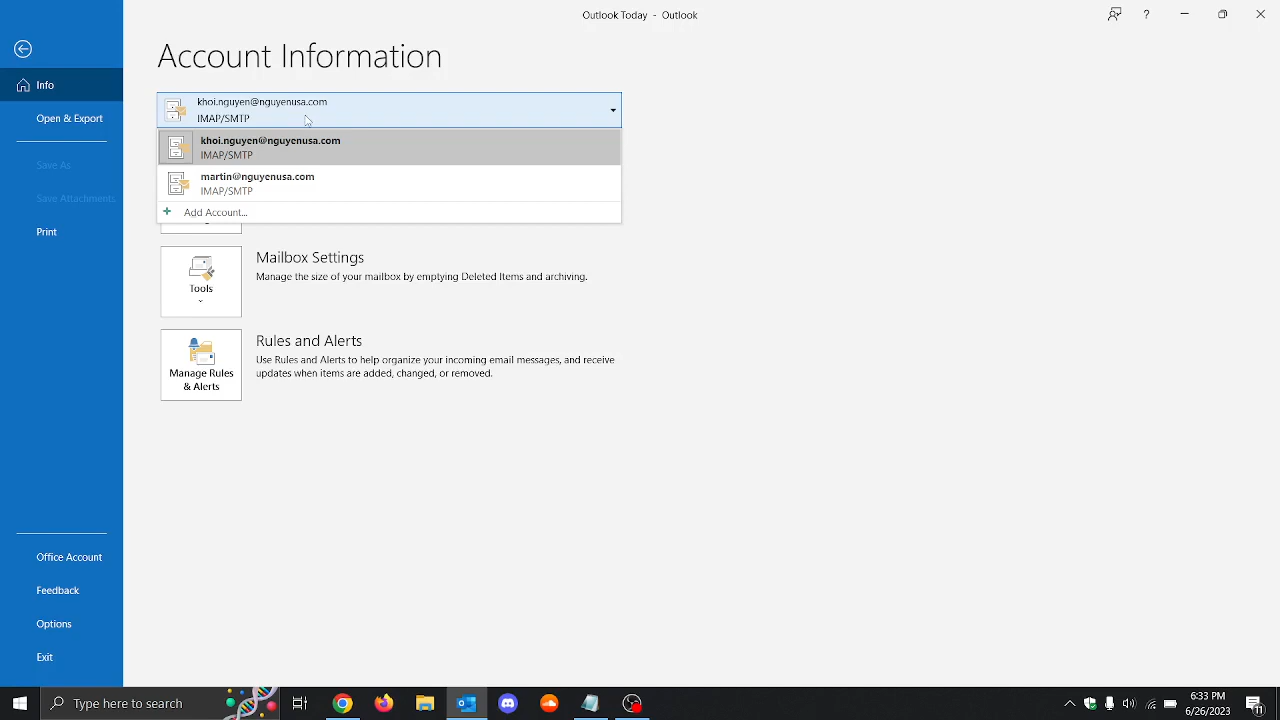 Outlook Today - Outlook
?
Account Information
Info
Open & Export
Save As
Save Attachments
Print
Office Account
Feedback
Options
Exit
khoi.nguyen@nguyenusa.com
IMAP/SMTP
khoi.nguyen@nguyenusa.com
IMAP/SMTP
martin@nguyenusa.com
IMAP/SMTP
+ Add Account...
Tools
Mailbox Settings
Manage the size of your mailbox by emptying Deleted Items and archiving.
Manage Rules
& Alerts
Rules and Alerts
Use Rules and Alerts to help organize your incoming email messages, and receive
updates when items are added, changed, or removed.
Type here to search
6:33 PM
6/26/2023